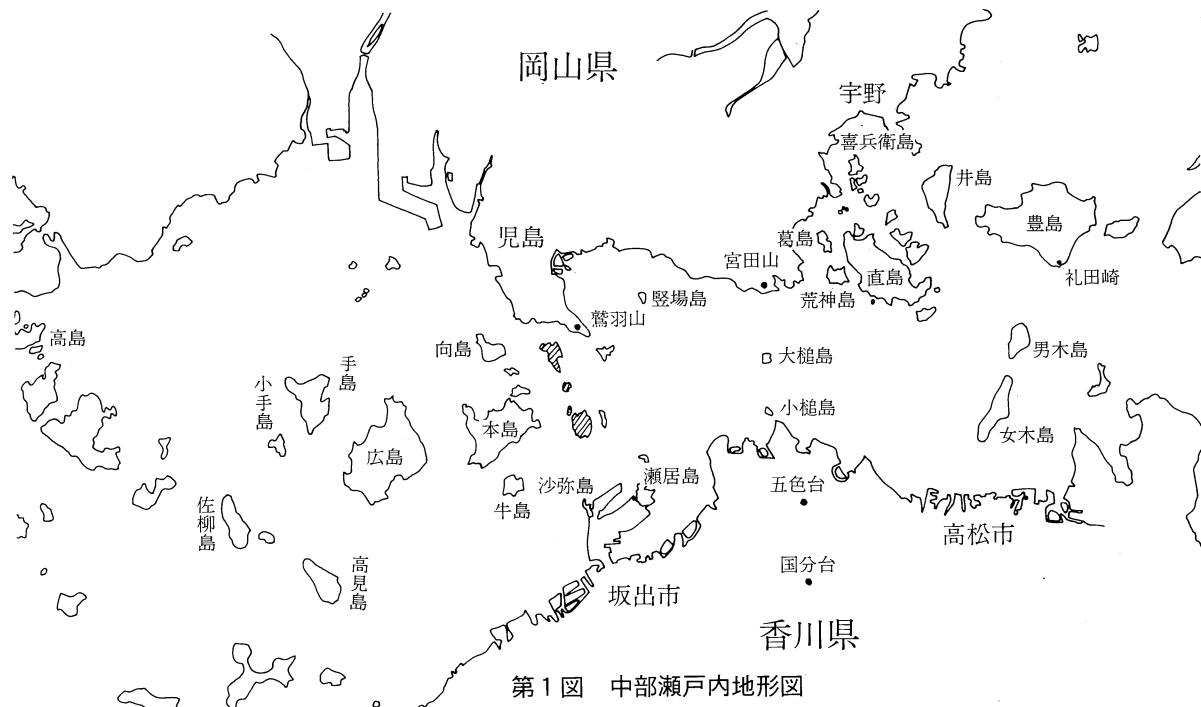 岡山県
宇野
喜兵衛島
井島
豊島
児島
葛島
宮田山
直島
礼田崎
竪場島
荒神島
鷲羽山
高島
向島
大槌島
男木島
手島
小手島
小槌島
本島
女木島
広島
沙弥島
瀬居島
牛島
五色台
佐柳島
高松市
高見島
国分台
坂出市
香川県
第1図 中部瀬戸内地形図